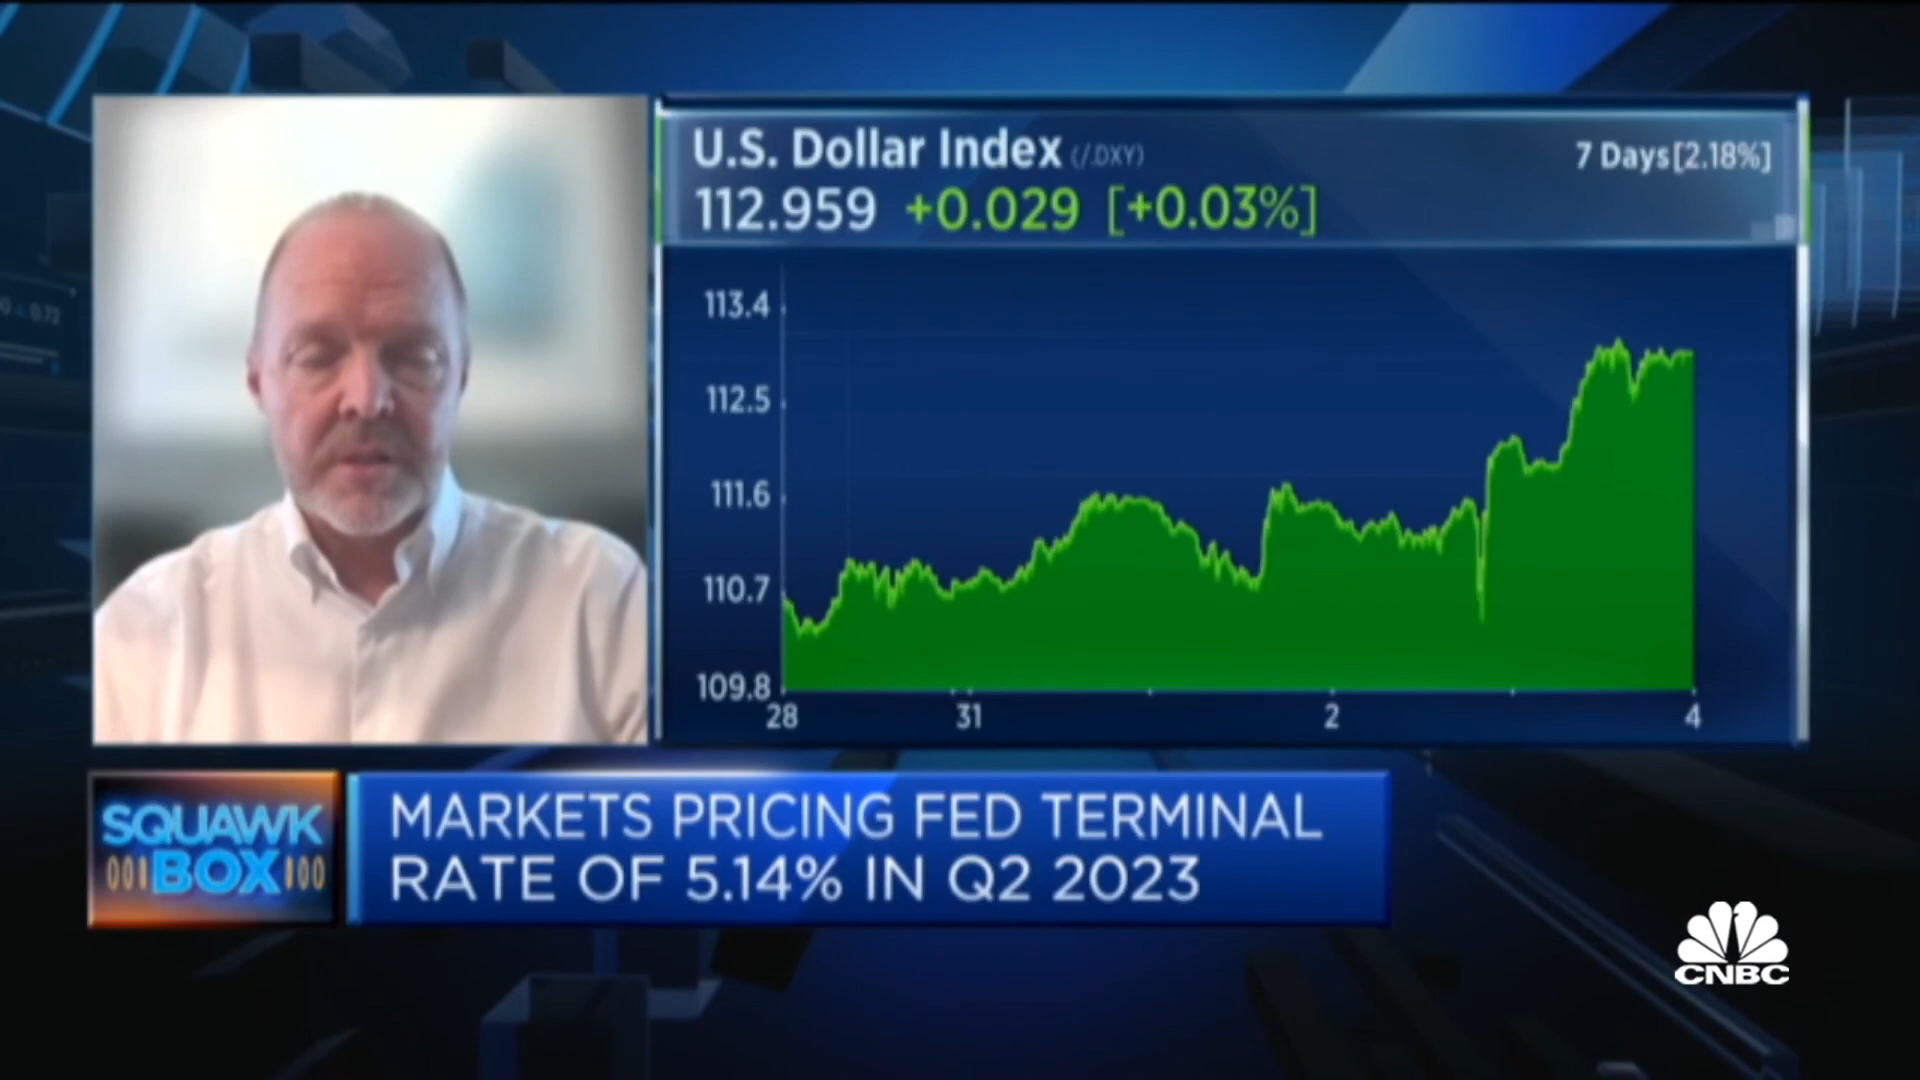 U.S. Dollar Index (/.DXY)
7 Days[2.18%]
112.959 +0.029 [+0.03%]
113.4
112.5
111.6
110.7
109.8
28 31 2 4
0.72
SQUAWK
BOX
MARKETS PRICING FED TERMINAL
RATE OF 5.14% IN Q2 2023
CNBC